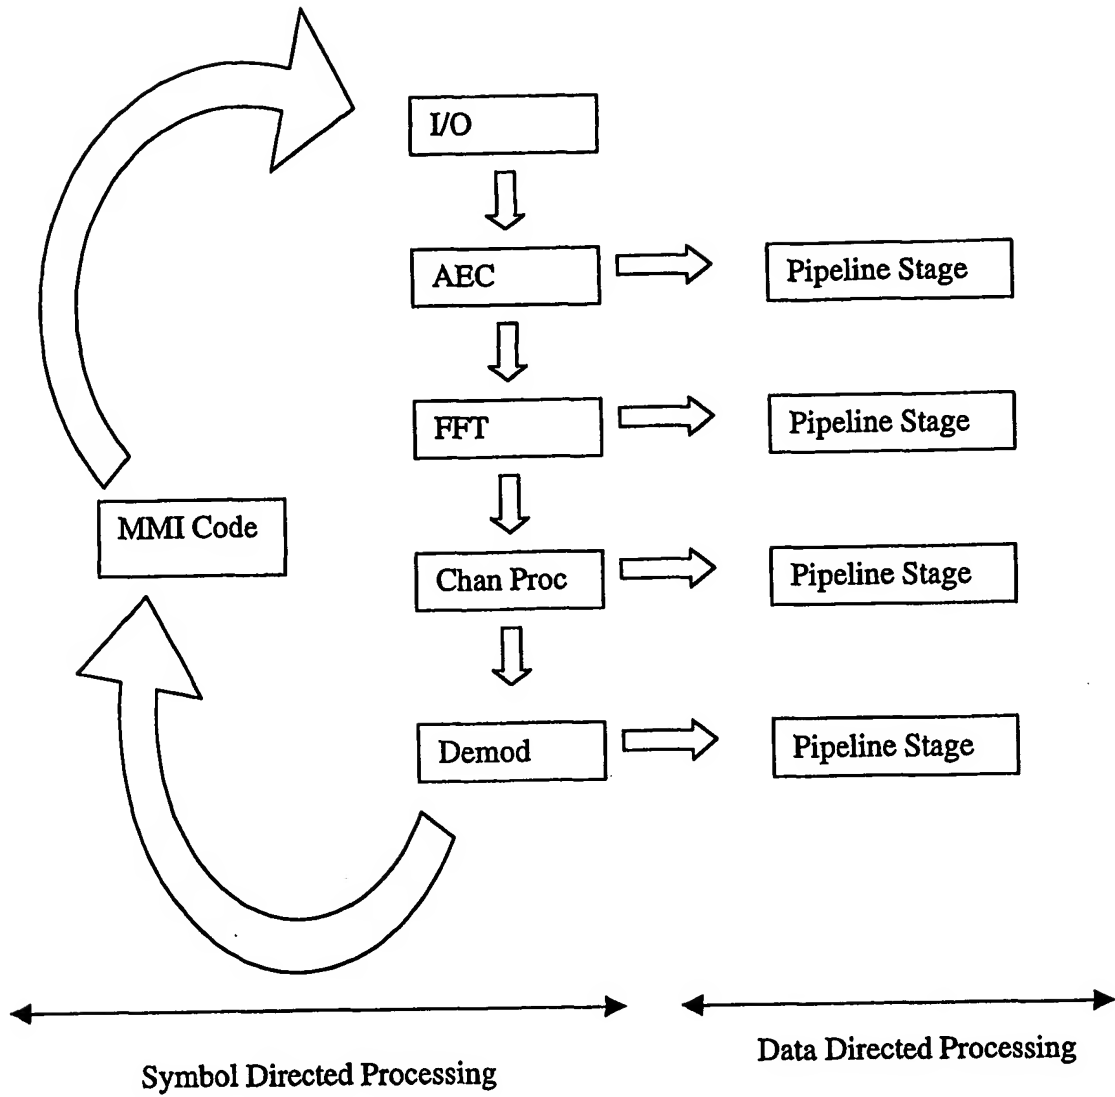 I/O
AEC
Pipeline Stage
FFT
Pipeline Stage
MMI Code
Chan Proc
Pipeline Stage
Demod
Pipeline Stage
Symbol Directed Processing
Data Directed Processing